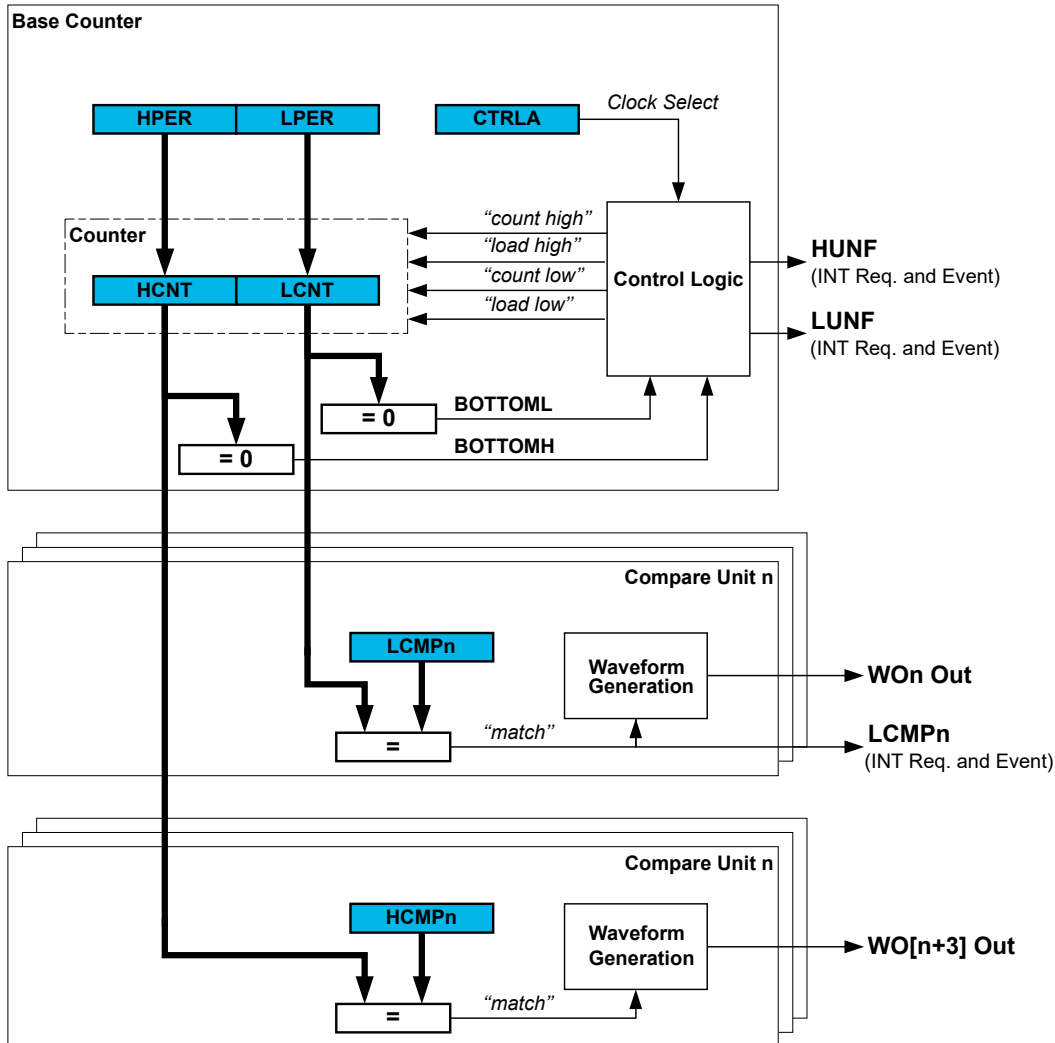 Base Counter
HPER
LPER
CTRLA
Clock Select
Counter
“count high”
“load high”
“count low”
“load low”
HCNT
LCNT
Control Logic
HUNF
(INT Req. and Event)
LUNF
(INT Req. and Event)
= 0
BOTTOML
= 0
BOTTOMH
Compare Unit n
LCMPn
Waveform
Generation
WOn Out
=
“match”
LCMPn
(INT Req. and Event)
Compare Unit n
HCMPn
Waveform
Generation
WO[n+3] Out
=
“match”